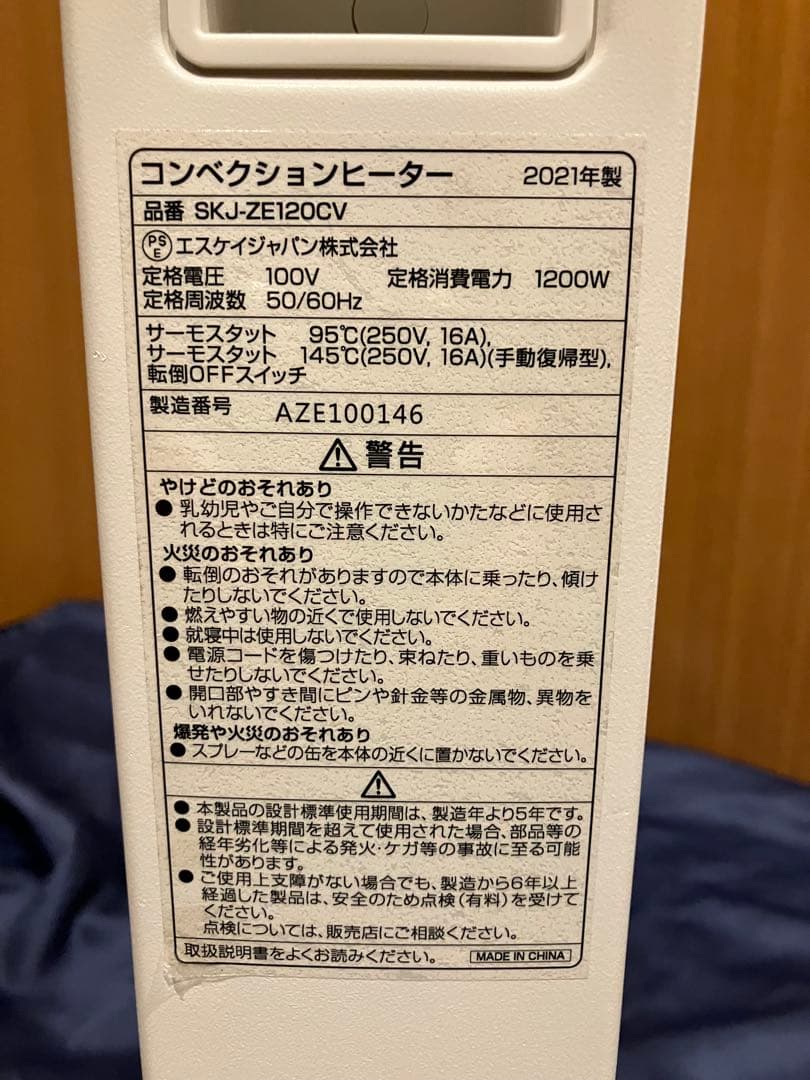 コンベクションヒーター 2021年製
品番 SKJ-ZE120CV
PSE エスケイジャパン株式会社
定格電圧 100V 定格消費電力 1200W
定格周波数 50/60Hz
サーモスタット 95℃(250V, 16A),
サーモスタット 145℃(250V, 16A)(手動復帰型),
転倒OFFスイッチ
製造番号 AZE100146
⚠ 警告
やけどのおそれあり
● 乳幼児やご自分で操作できないかたなどに使用さ
れるときは特にご注意ください。
火災のおそれあり
● 転倒のおそれがありますので本体に乗ったり、傾け
たりしないでください。
● 燃えやすい物の近くで使用しないでください。
● 就寝中は使用しないでください。
● 電源コードを傷つけたり、束ねたり、重いものを乗
せたりしないでください。
● 開口部やすき間にピンや針金等の金属物、異物を
いれないでください。
爆発や火災のおそれあり
● スプレーなどの缶を本体の近くに置かないでください。
⚠
● 本製品の設計標準使用期間は、製造年より5年です。
● 設計標準期間を超えて使用された場合、部品等の
経年劣化等による発火・ケガ等の事故に至る可能
性があります。
● ご使用上支障がない場合でも、製造から6年以上
経過した製品は、安全のため点検(有料)を受けて
ください。
点検については、販売店にご相談ください。
取扱説明書をよくお読みください。 MADE IN CHINA